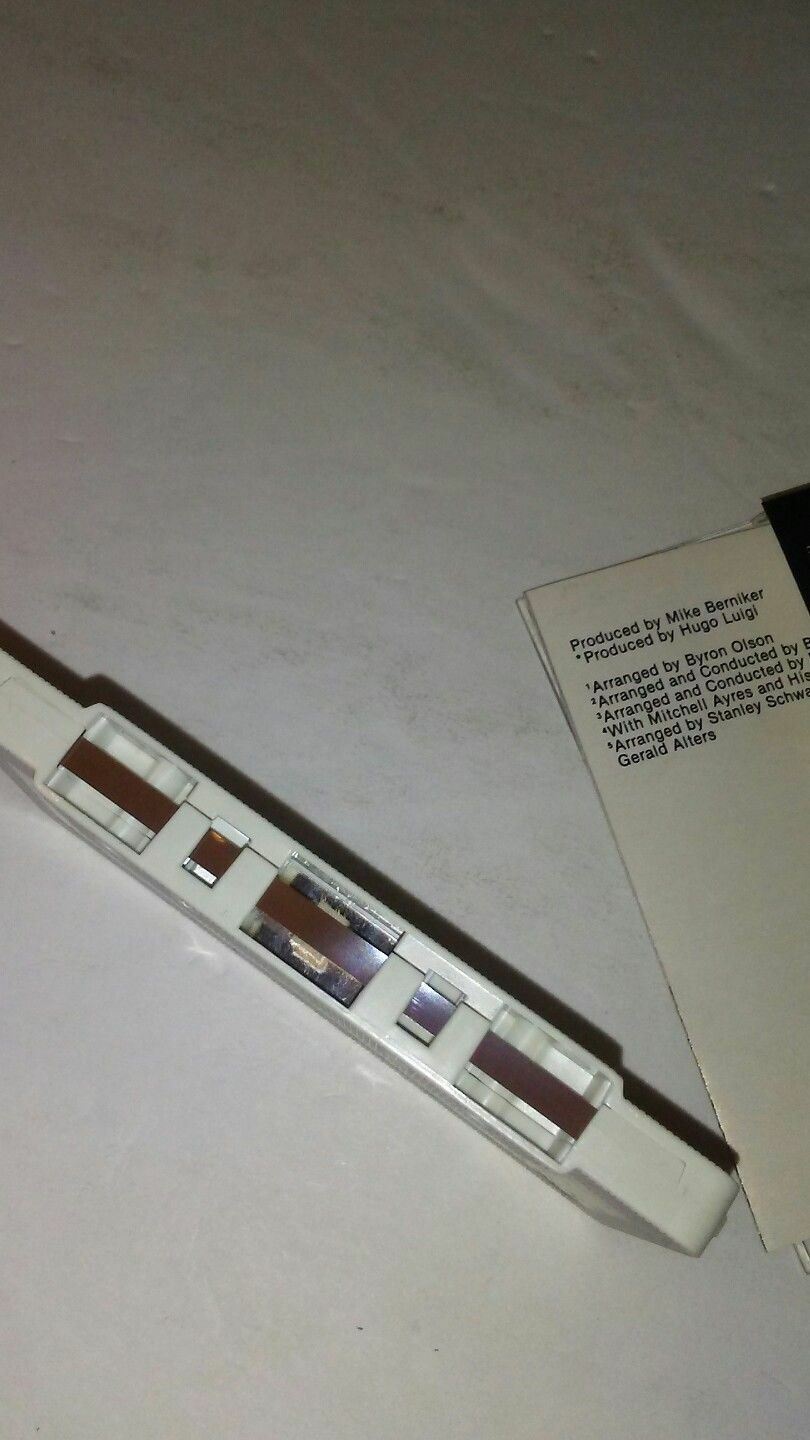 Produced by Mike Berniker
*Produced by Hugo Luigi
¹Arranged by Byron Olson
²Arranged and Conducted by
³Arranged and Conducted by
⁴With Mitchell Ayres and His
⁵Arranged by Stanley
Gerald Alters